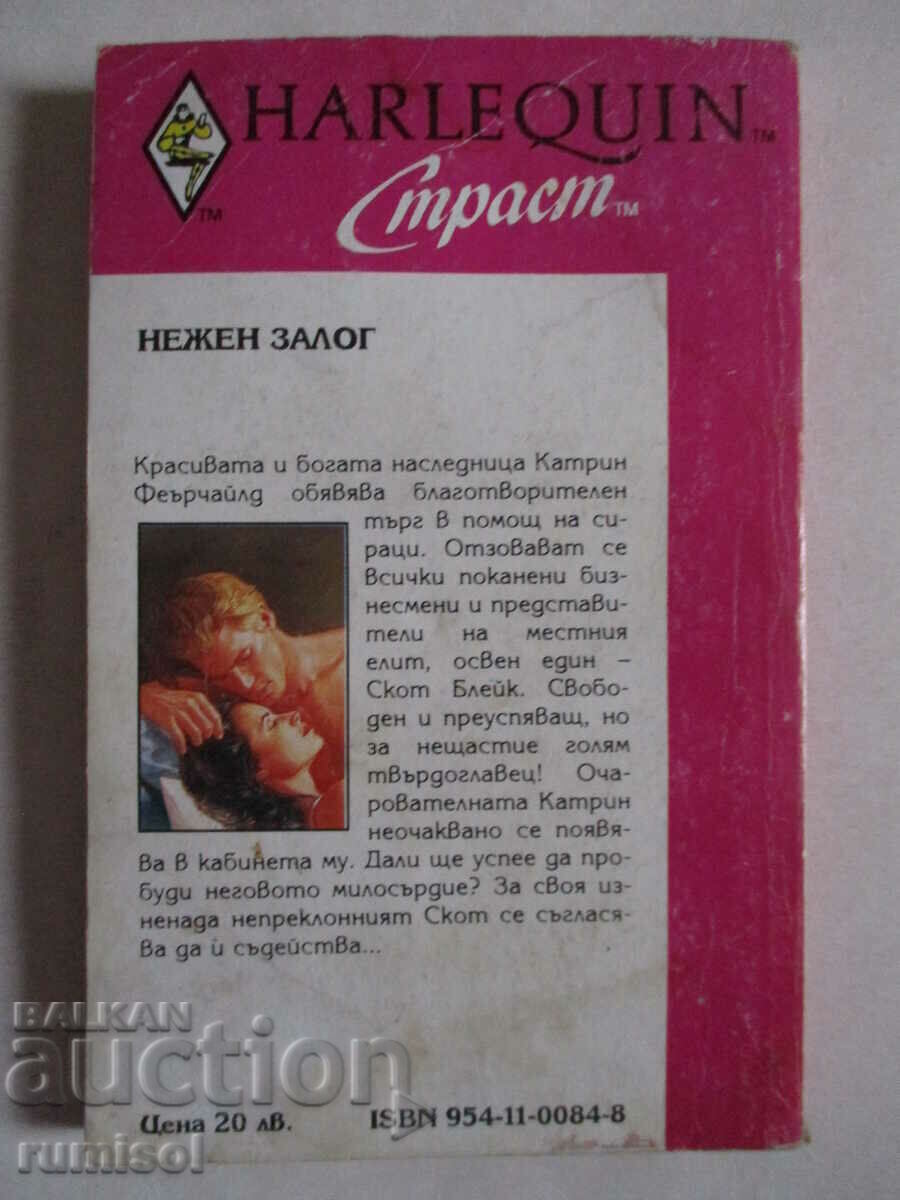 HARLEQUIN TM
Страст TM
TM
НЕЖЕН ЗАЛОГ
Красивата и богата наследница Катрин
Феърчайлд обявява благотворителен
търг в помощ на си-
раци. Отзовават се
всички поканени биз-
несмени и представи-
тели на местния
елит, освен един –
Скот Блейк. Свобо-
ден и преуспяващ, но
за нещастие голям
твърдоглавец! Оча-
рователната Катрин
неочаквано се появя-
ва в кабинета му. Дали ще успее да про-
буди неговото милосърдие? За своя из-
ненада непреклонният Скот се съглася-
ва да ѝ съдейства...
BALKAN
auction
Цена 20 лв. ISBN 954-11-0084-8
rumisol